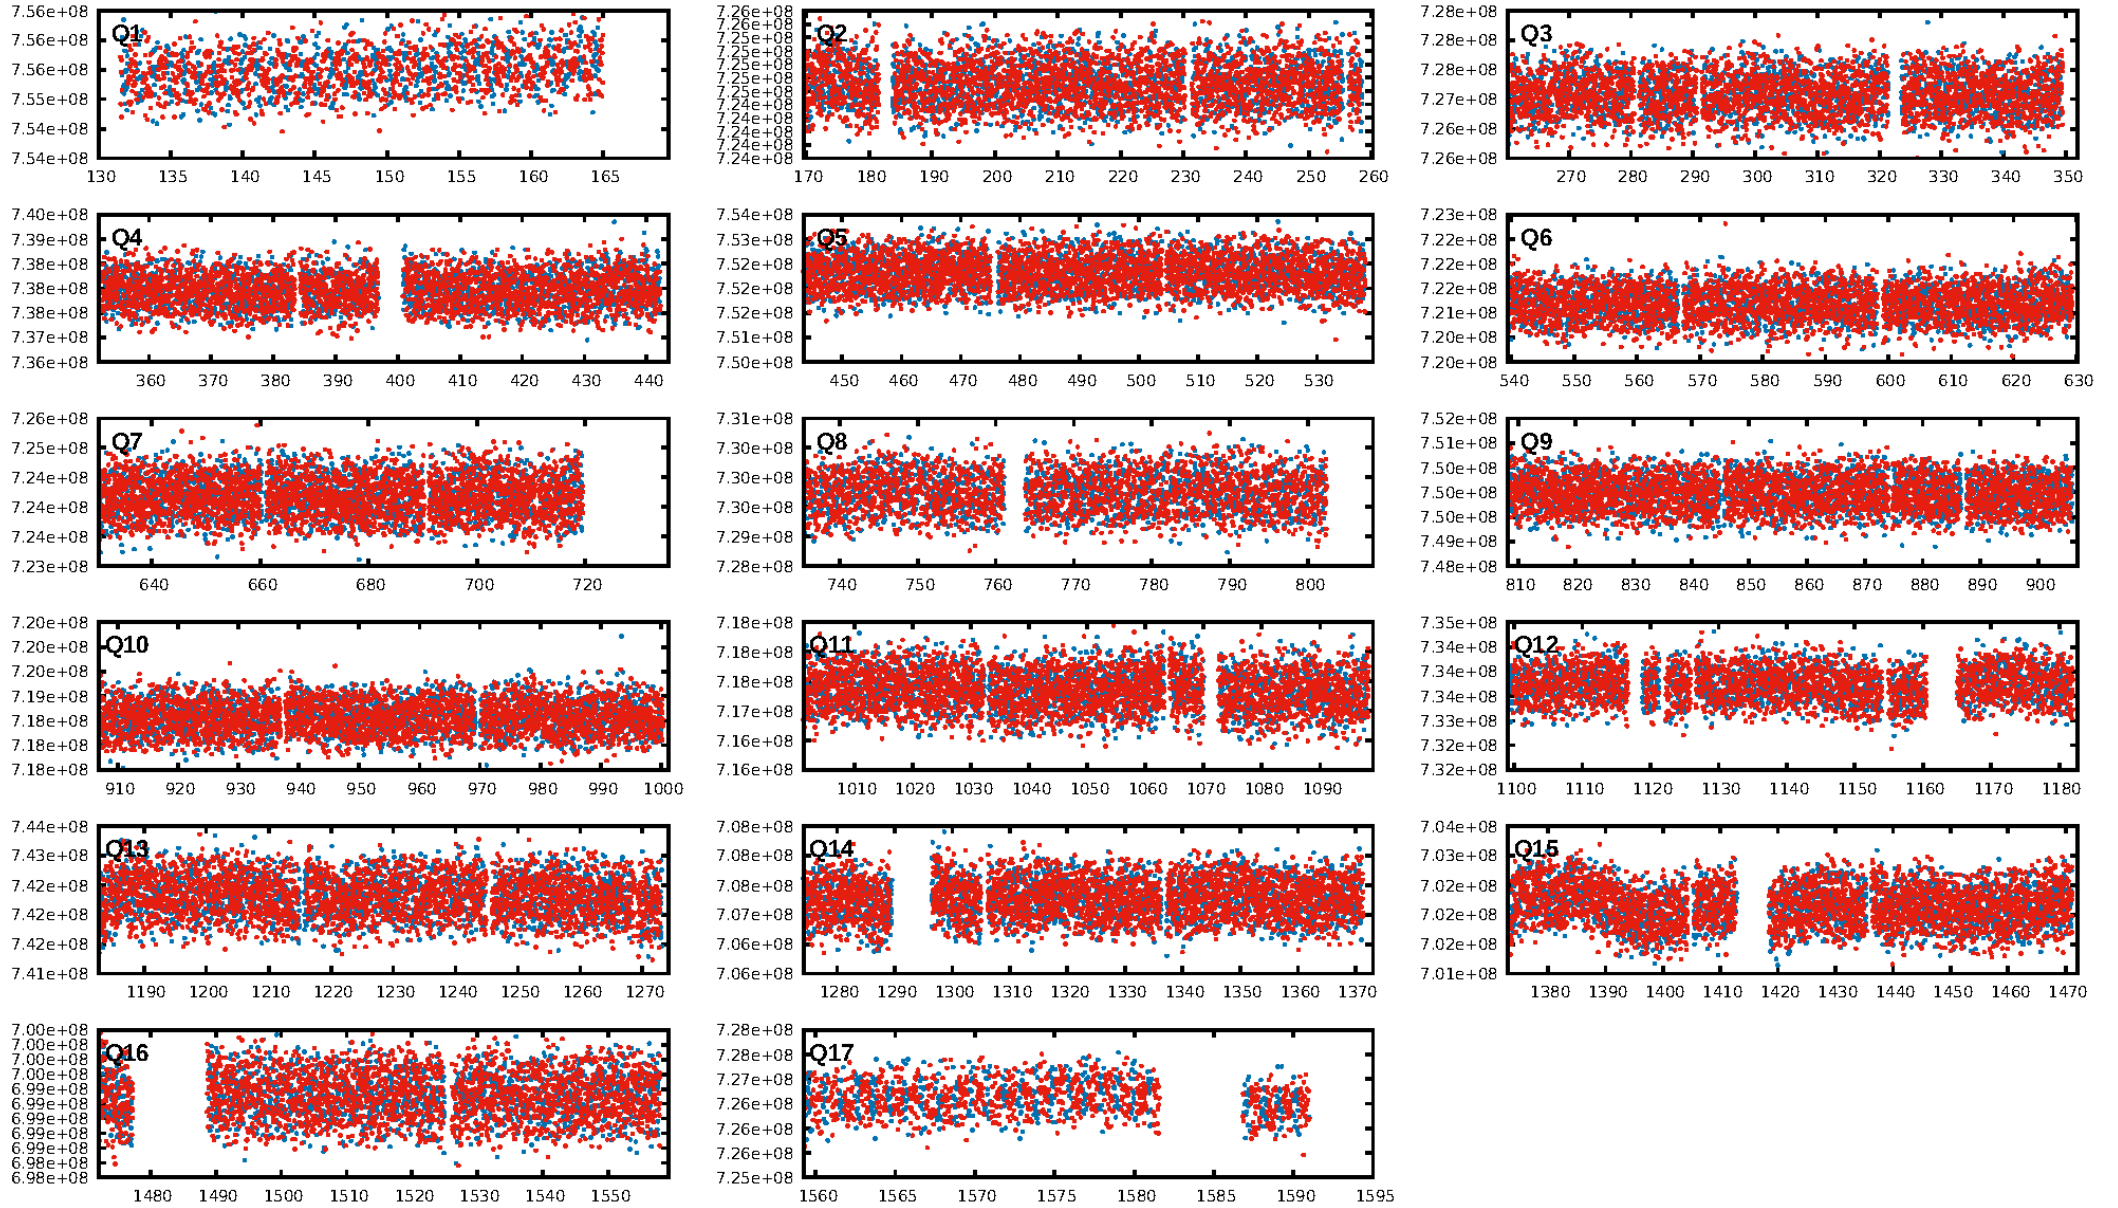 7.56e+08
7.56e+08
7.56e+08
7.55e+08
7.54e+08
7.54e+08
Q1
130 135 140 145 150 155 160 165
7.26e+08
7.26e+08
7.25e+08
7.25e+08
7.25e+08
7.25e+08
7.25e+08
7.24e+08
7.24e+08
7.24e+08
7.24e+08
7.24e+08
Q2
170 180 190 200 210 220 230 240 250 260
7.28e+08
7.28e+08
7.28e+08
7.27e+08
7.26e+08
7.26e+08
Q3
270 280 290 300 310 320 330 340 350
7.40e+08
7.39e+08
7.38e+08
7.38e+08
7.38e+08
7.37e+08
7.36e+08
Q4
360 370 380 390 400 410 420 430 440
7.54e+08
7.53e+08
7.52e+08
7.52e+08
7.52e+08
7.51e+08
7.50e+08
Q5
450 460 470 480 490 500 510 520 530
7.23e+08
7.22e+08
7.22e+08
7.22e+08
7.21e+08
7.20e+08
7.20e+08
Q6
540 550 560 570 580 590 600 610 620 630
7.26e+08
7.25e+08
7.24e+08
7.24e+08
7.24e+08
7.23e+08
Q7
640 660 680 700 720
7.31e+08
7.30e+08
7.30e+08
7.30e+08
7.29e+08
7.28e+08
Q8
740 750 760 770 780 790 800
7.52e+08
7.51e+08
7.50e+08
7.50e+08
7.50e+08
7.49e+08
7.48e+08
Q9
810 820 830 840 850 860 870 880 890 900
7.20e+08
7.20e+08
7.20e+08
7.19e+08
7.18e+08
7.18e+08
7.18e+08
Q10
910 920 930 940 950 960 970 980 990 1000
7.18e+08
7.18e+08
7.18e+08
7.17e+08
7.16e+08
7.16e+08
Q11
1010 1020 1030 1040 1050 1060 1070 1080 1090
7.35e+08
7.34e+08
7.34e+08
7.34e+08
7.33e+08
7.32e+08
7.32e+08
Q12
1100 1110 1120 1130 1140 1150 1160 1170 1180
7.44e+08
7.43e+08
7.42e+08
7.42e+08
7.42e+08
7.41e+08
Q13
1190 1200 1210 1220 1230 1240 1250 1260 1270
7.08e+08
7.08e+08
7.08e+08
7.07e+08
7.06e+08
7.06e+08
Q14
1280 1290 1300 1310 1320 1330 1340 1350 1360 1370
7.04e+08
7.03e+08
7.02e+08
7.02e+08
7.02e+08
7.01e+08
Q15
1380 1390 1400 1410 1420 1430 1440 1450 1460 1470
7.00e+08
7.00e+08
7.00e+08
7.00e+08
6.99e+08
6.99e+08
6.99e+08
6.99e+08
6.99e+08
6.98e+08
6.98e+08
Q16
1480 1490 1500 1510 1520 1530 1540 1550
7.28e+08
7.28e+08
7.27e+08
7.26e+08
7.26e+08
7.26e+08
7.25e+08
Q17
1560 1565 1570 1575 1580 1585 1590 1595